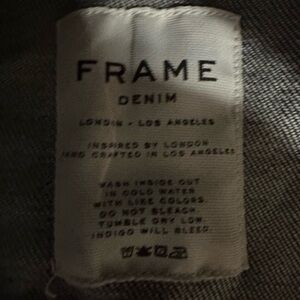 FRAME
DENIM
LONDON - LOS ANGELES
INSPIRED BY LONDON
HAND CRAFTED IN LOS ANGELES
WASH INSIDE OUT
IN COLD WATER
WITH LIKE COLORS.
DO NOT BLEACH.
TUMBLE DRY LOW.
INDIGO WILL BLEED.